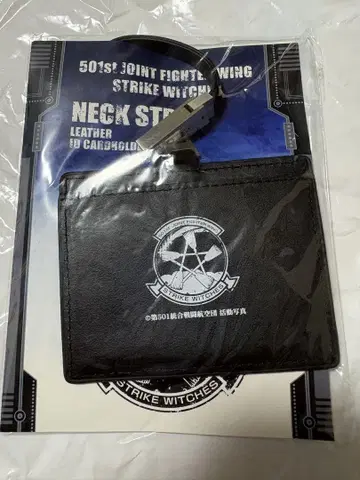 501st JOINT FIGHTER WING
STRIKE WITCHES
NECK ST
LEATHER
ID CARDHOLD
STRIKE WITCHES
©第501統合戦闘航空団 活動写真
STRIKE WITCHES